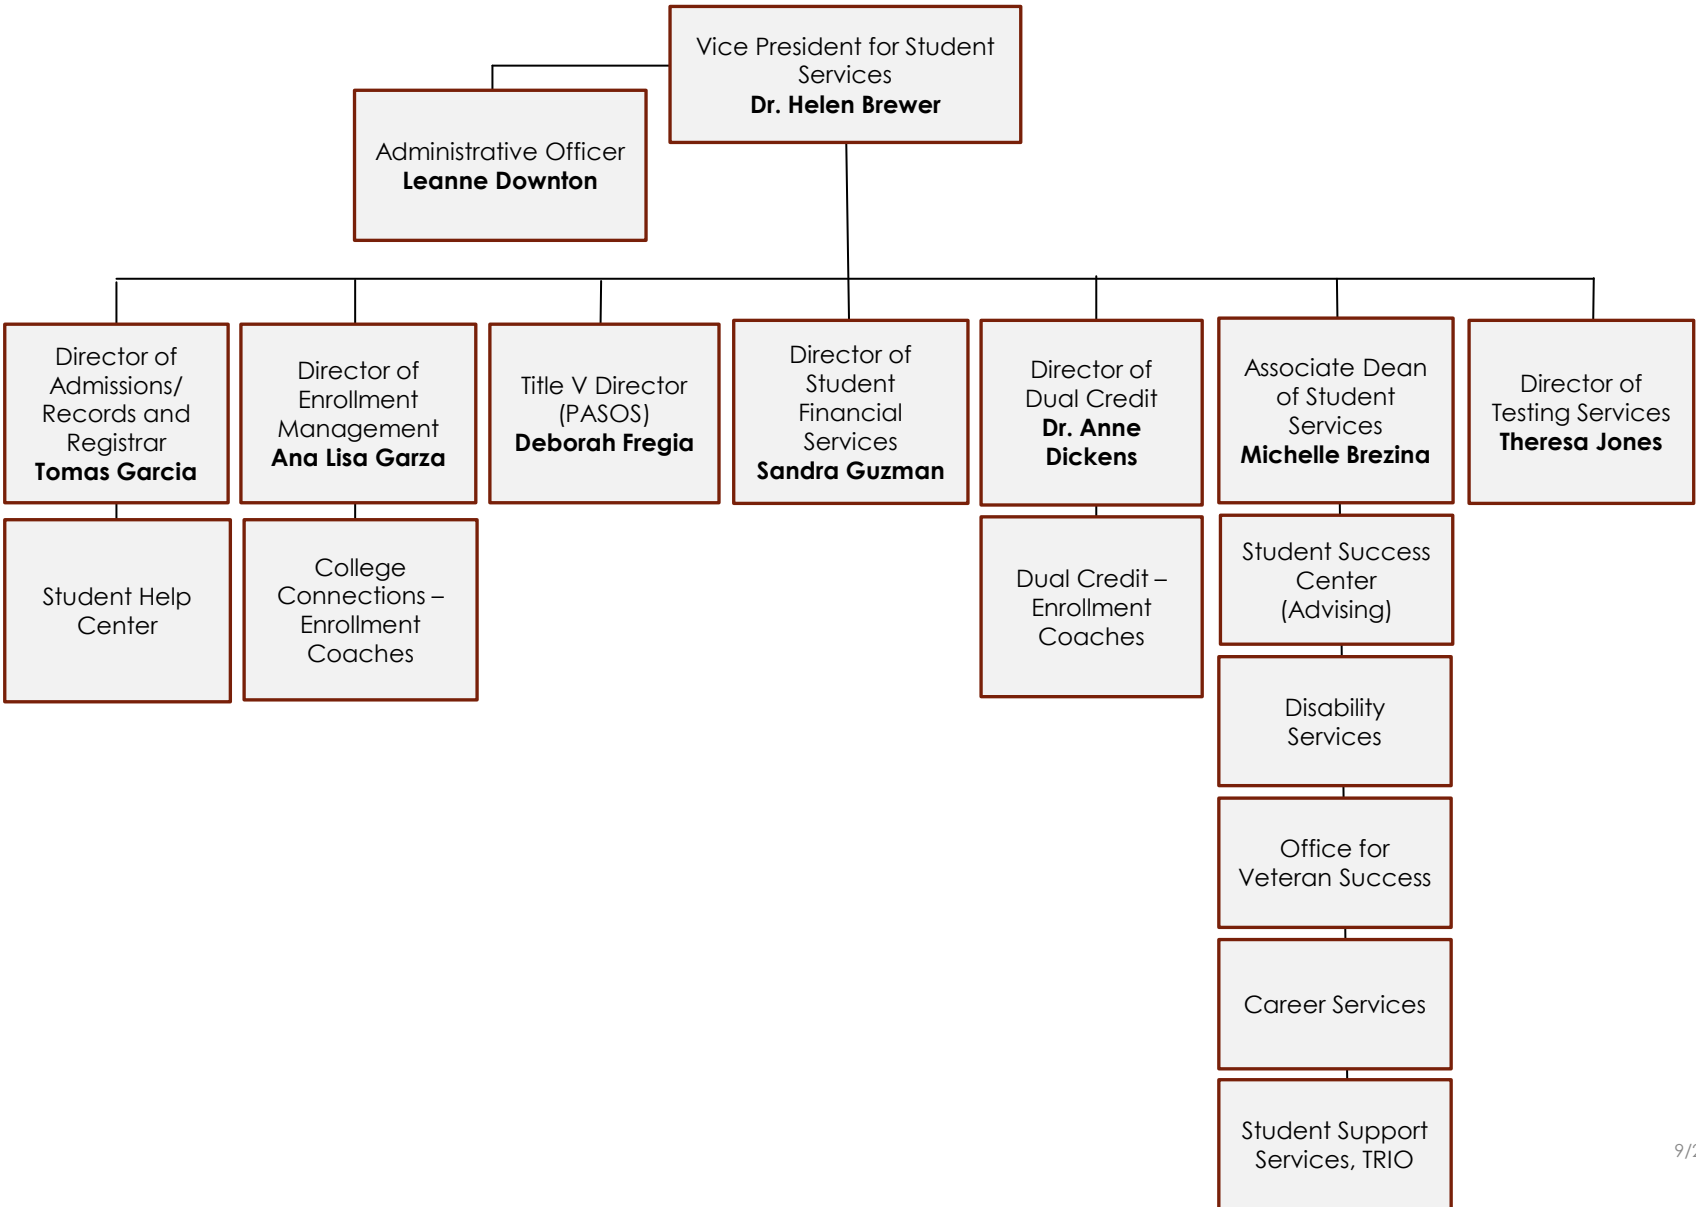 Vice President for Student
Services
Dr. Helen Brewer
Administrative Officer
Leanne Downton
Director of
Admissions/
Records and
Registrar
Tomas Garcia
Director of
Enrollment
Management
Ana Lisa Garza
Title V Director
(PASOS)
Deborah Fregia
Director of
Student
Financial
Services
Sandra Guzman
Director of
Dual Credit
Dr. Anne
Dickens
Associate Dean
of Student
Services
Michelle Brezina
Director of
Testing Services
Theresa Jones
Student Help
Center
College
Connections –
Enrollment
Coaches
Dual Credit –
Enrollment
Coaches
Student Success
Center
(Advising)
Disability
Services
Office for
Veteran Success
Career Services
Student Support
Services, TRIO